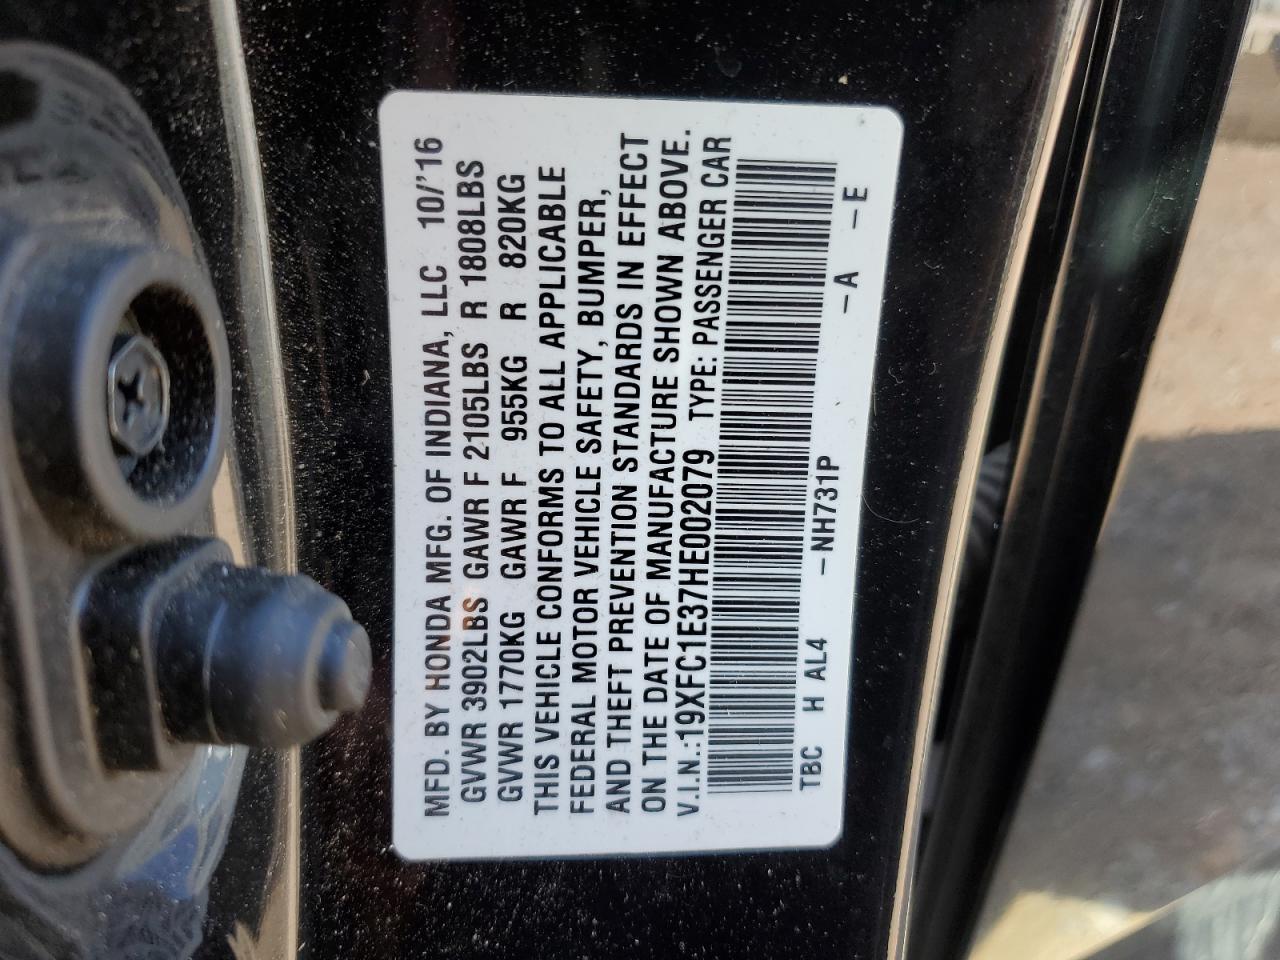 MFD. BY HONDA MFG. OF INDIANA, LLC 10/'16
GVWR 3902LBS GAWR F 2105LBS R 1808LBS
GVWR 1770KG GAWR F 955KG R 820KG
THIS VEHICLE CONFORMS TO ALL APPLICABLE
FEDERAL MOTOR VEHICLE SAFETY, BUMPER,
AND THEFT PREVENTION STANDARDS IN EFFECT
ON THE DATE OF MANUFACTURE SHOWN ABOVE.
V.I.N.:19XFC1E37HE002079 TYPE: PASSENGER CAR
TBC H AL4 – NH731P – A – E